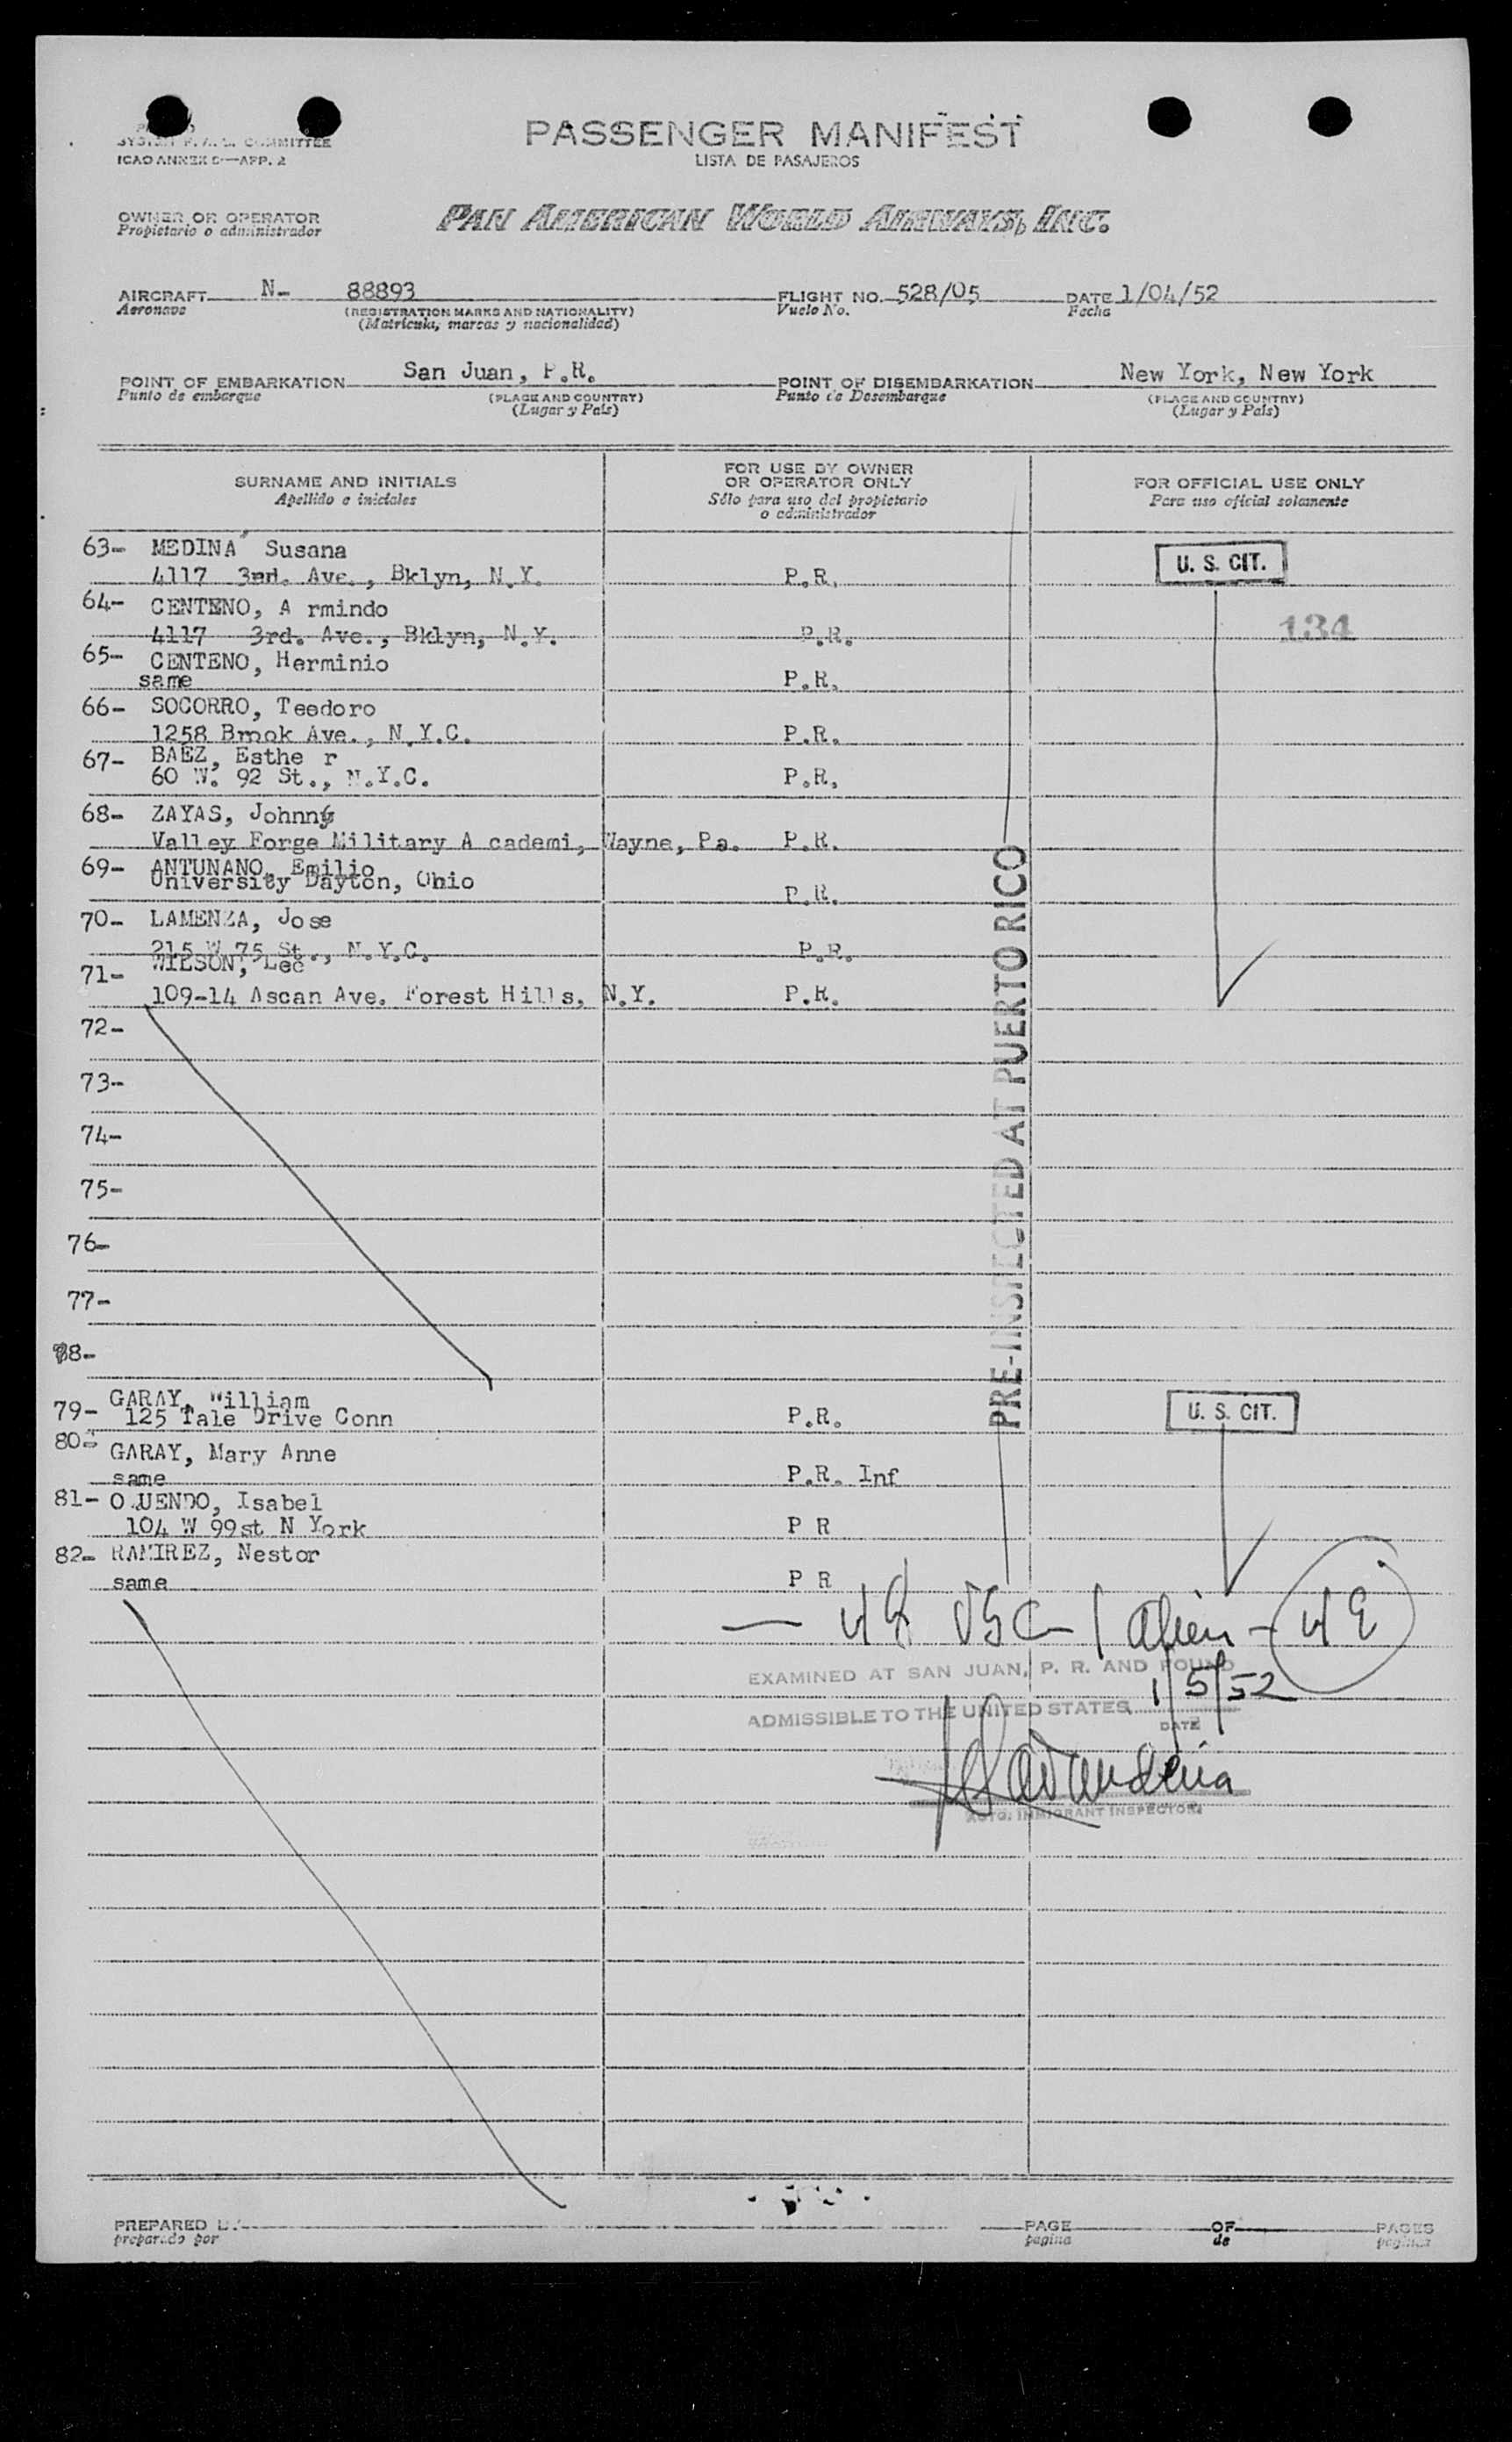 SYSTEM F. A. L. COMMITTEE
ICAO ANNEX 9—APP. 2
PASSENGER MANIFEST
LISTA DE PASAJEROS
OWNER OR OPERATOR
Propietario o administrador
PAN AMERICAN WORLD AIRWAYS, INC.
AIRCRAFT N- 88893 FLIGHT NO. 528/05 DATE 1/04/52
Aeronave (REGISTRATION MARKS AND NATIONALITY) Vuelo No. Fecha
(Matricula, marcas y nacionalidad)
POINT OF EMBARKATION San Juan, P.R. POINT OF DISEMBARKATION New York, New York
Punto de embarque (PLACE AND COUNTRY) Punto de Desembarque (PLACE AND COUNTRY)
(Lugar y País) (Lugar y País)
SURNAME AND INITIALS FOR USE BY OWNER OR OPERATOR ONLY FOR OFFICIAL USE ONLY
Apellido e iniciales Sólo para uso del propietario o administrador Para uso oficial solamente
63- MEDINA Susana U. S. CIT.
4117 3rd. Ave., Bklyn, N.Y. P.R.
64- CENTENO, A rmindo 134
4117 3rd. Ave., Bklyn, N.Y. P.R.
65- CENTENO, Herminio
same P.R.
66- SOCORRO, Teodoro
1258 Brook Ave., N.Y.C. P.R.
67- BAEZ, Esthe r
60 W. 92 St., N.Y.C. P.R.
68- ZAYAS, Johnny
Valley Forge Military A cademi, Wayne, Pa. P.R.
69- ANTUNANO, Emilio
University Dayton, Ohio P.R.
70- LAMENZA, Jose
215 W 75 St., N.Y.C. P.R.
71- WILSON, Lee
109-14 Ascan Ave. Forest Hills, N.Y. P.R.
72-
73-
74-
75-
76-
77-
78-
PRE-INSPECTED AT PUERTO RICO
79- GARAY, William U. S. CIT.
125 Tale Drive Conn P.R.
80- GARAY, Mary Anne
same P.R. Inf
81- OQUENDO, Isabel
104 W 99st N York P R
82- RAMIREZ, Nestor
same P R
USC 1 alien
EXAMINED AT SAN JUAN, P. R. AND FOUND
ADMISSIBLE TO THE UNITED STATES 1/5/52
DATE
IMMIGRANT INSPECTOR
PREPARED BY PAGE OF PAGES
preparado por pagina de paginas